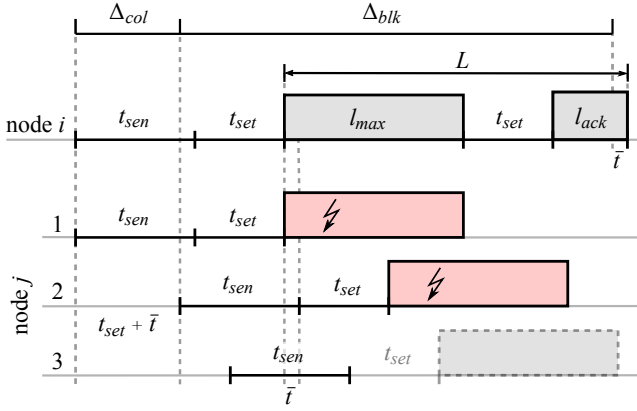 Δcol Δblk
L
node i tsen tset lmax tset lack
t̄
1 tsen tset
node j
2 tsen tset
tset + t̄
3 tsen tset
t̄